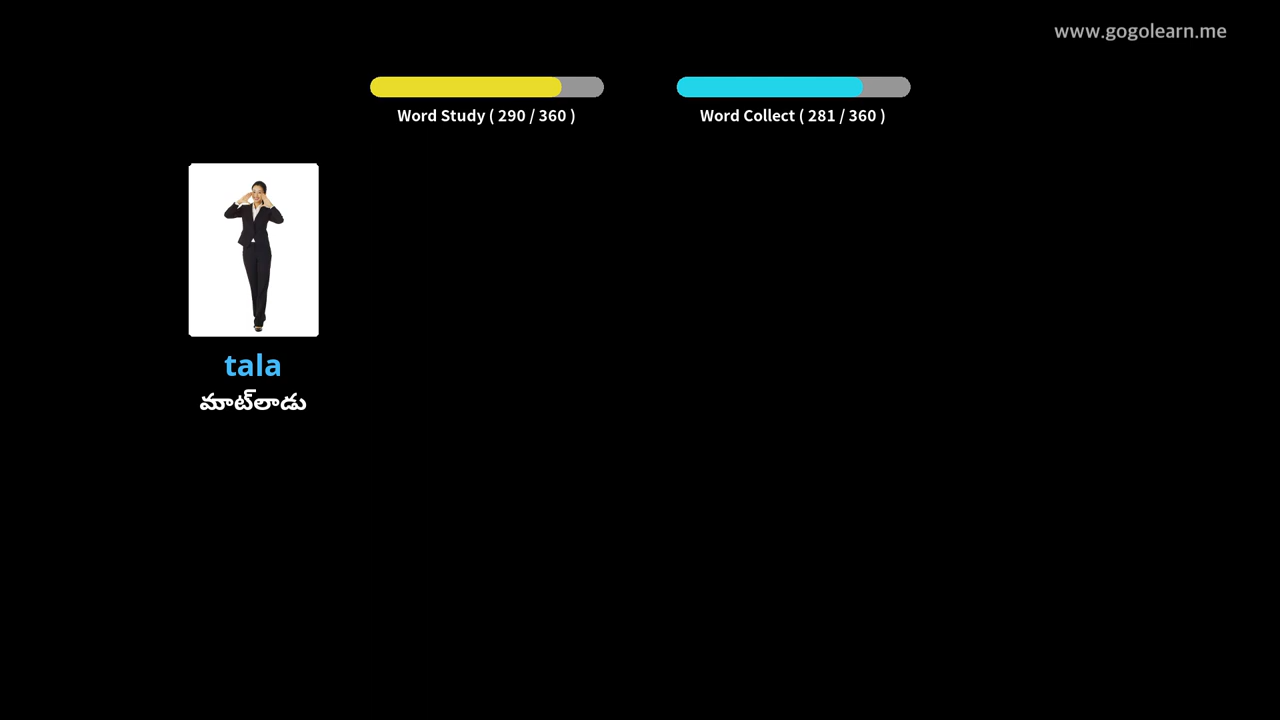 www.gogolearn.me
Word Study ( 290 / 360 )
Word Collect ( 281 / 360 )
tala
మాట్‌లాడు